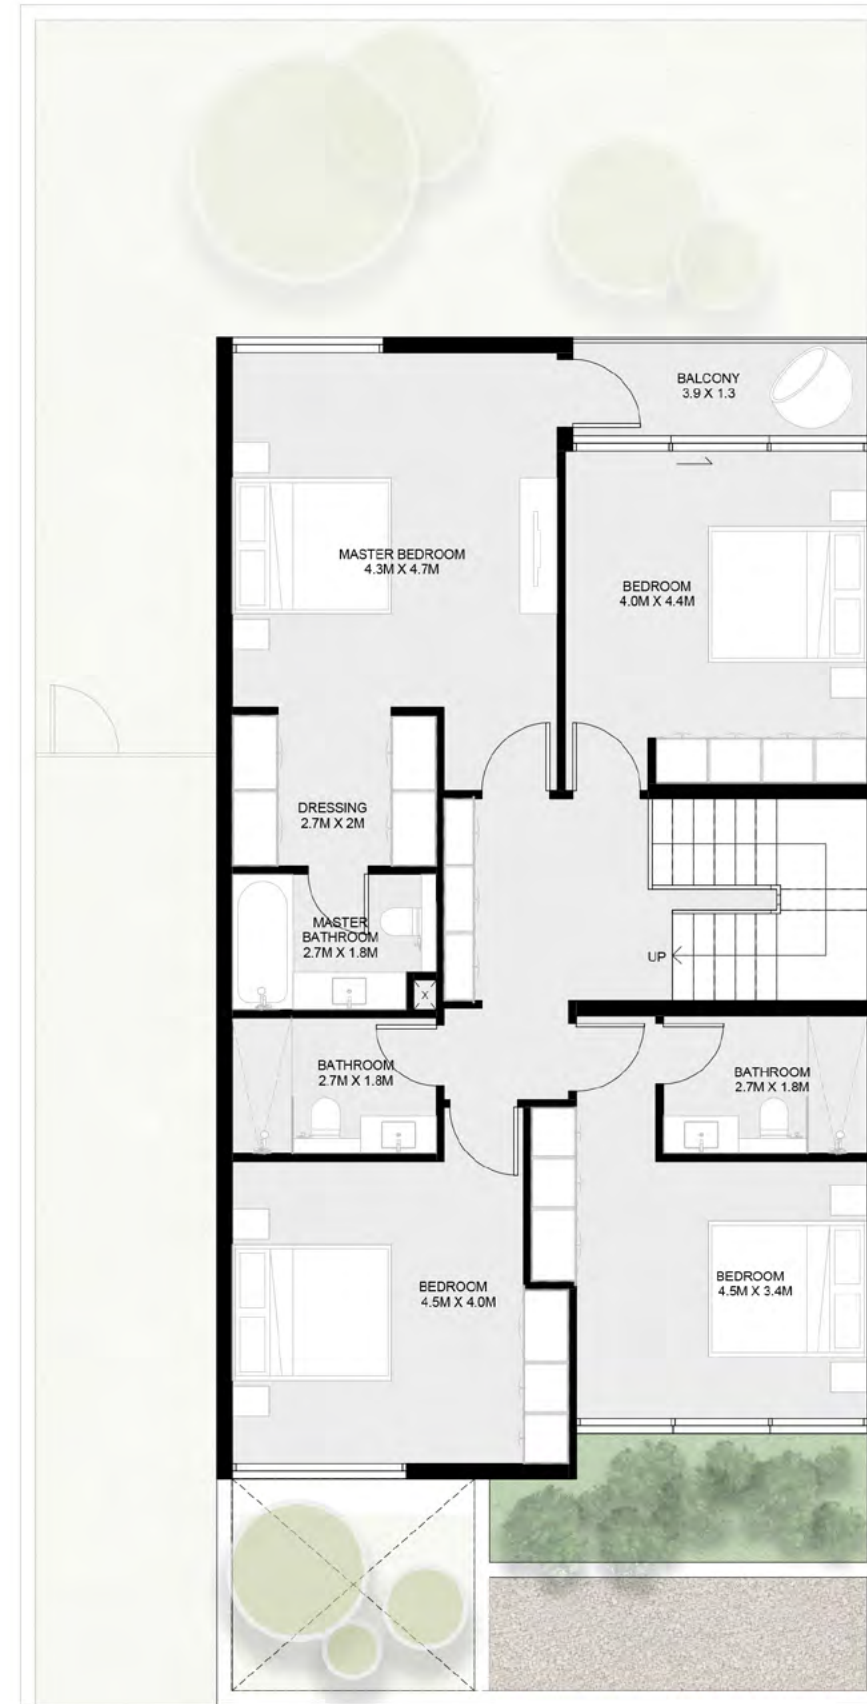 BALCONY
3.9 X 1.3
MASTER BEDROOM
4.3M X 4.7M
BEDROOM
4.0M X 4.4M
DRESSING
2.7M X 2M
MASTER
BATHROOM
2.7M X 1.8M
X
UP
BATHROOM
2.7M X 1.8M
BATHROOM
2.7M X 1.8M
BEDROOM
4.5M X 4.0M
BEDROOM
4.5M X 3.4M